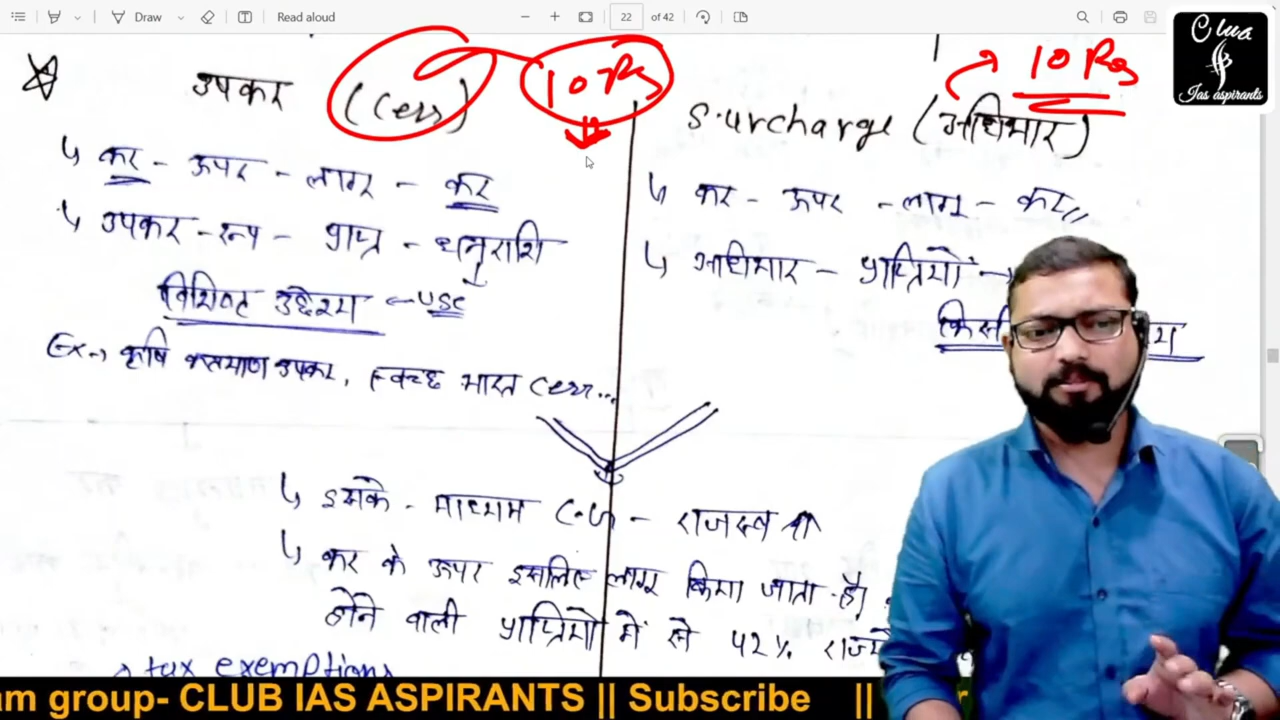 Draw
Read aloud
22 of 42
Club
Ias aspirants
उपकर (Cess) 10 Rs
↳ कर - ऊपर - लागू - कर
↳ उपकर - रूप - प्राप्त - धनराशि
विशिष्ट उद्देश्य ← use
Ex → कृषि कल्याण उपकर, स्वच्छ भारत Cess...
10 Rs
Surcharge (अधिभार)
↳ कर - ऊपर - लागू - कर
↳ अधिभार - प्राप्तियों →
किसी
↳ इसके - माध्यम C.G - राजस्व
↳ कर के ऊपर इसलिए लागू किया जाता है।
होने वाली प्राप्तियों में से 42%
tax exemptions
am group- CLUB IAS ASPIRANTS || Subscribe ||